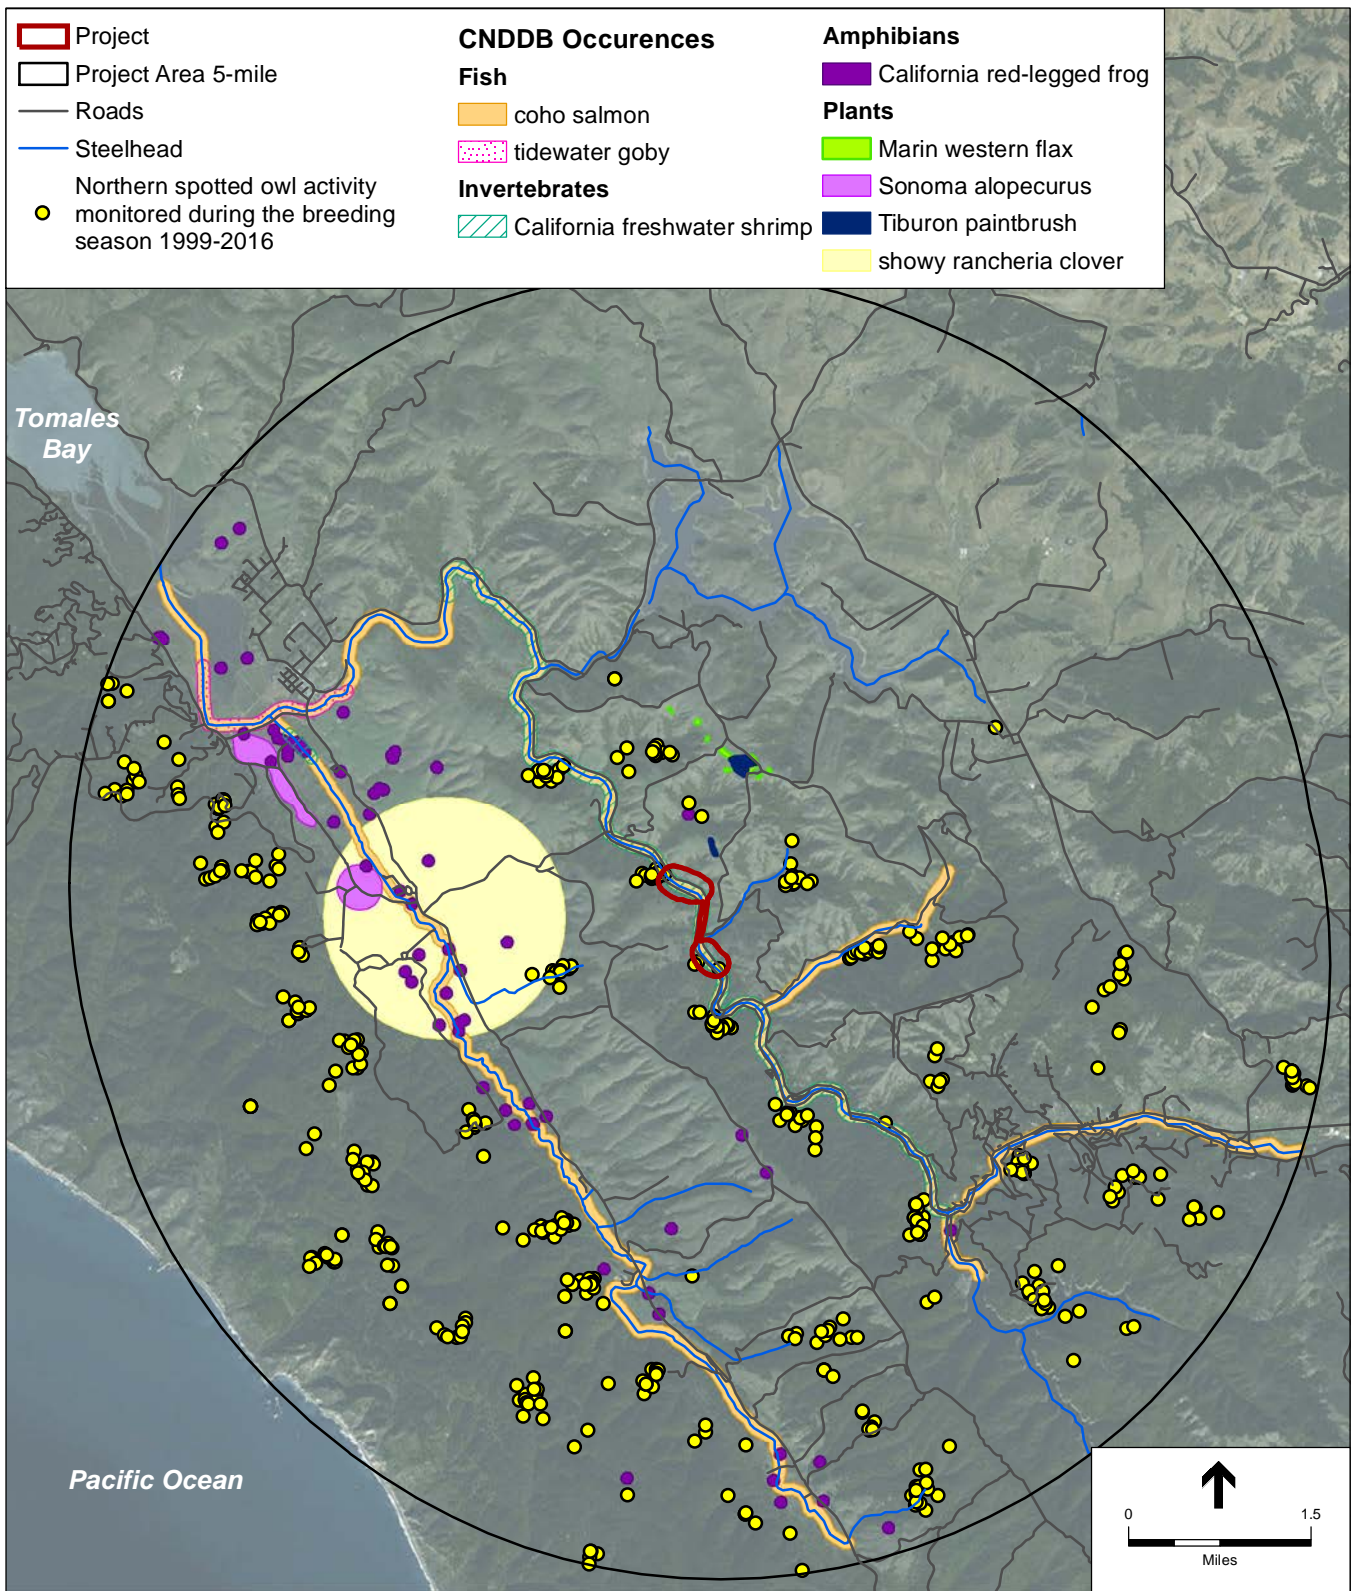 Project
Project Area 5-mile
Roads
Steelhead
Northern spotted owl activity
monitored during the breeding
season 1999-2016
CNDDB Occurences
Fish
coho salmon
tidewater goby
Invertebrates
California freshwater shrimp
Amphibians
California red-legged frog
Plants
Marin western flax
Sonoma alopecurus
Tiburon paintbrush
showy rancheria clover
Tomales
Bay
Pacific Ocean
0 1.5
Miles